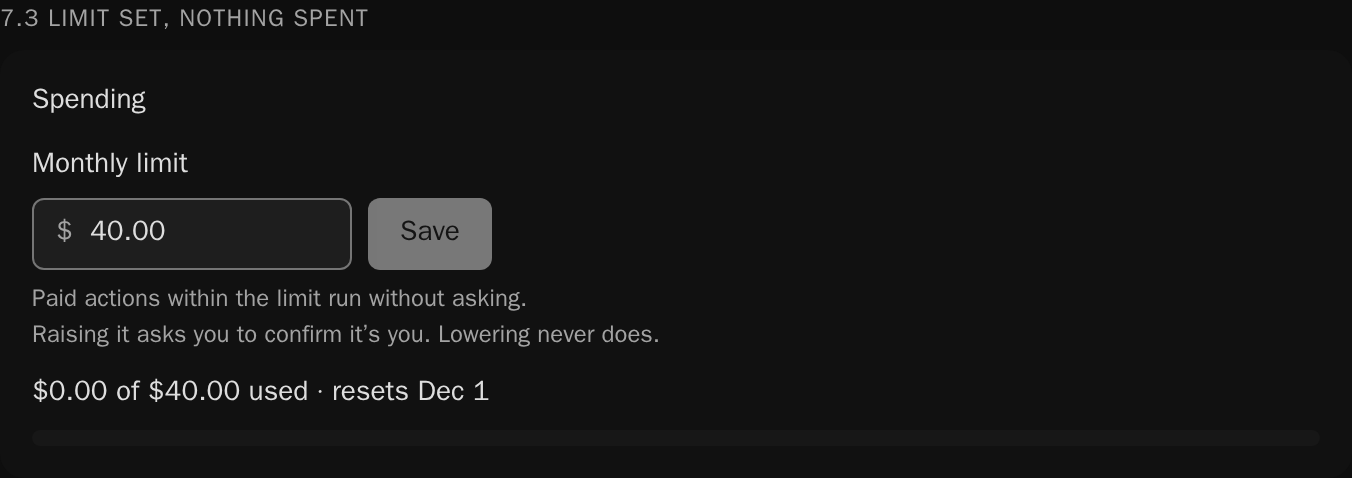 7.3 LIMIT SET, NOTHING SPENT
Spending
Monthly limit
$ 40.00
Save
Paid actions within the limit run without asking.
Raising it asks you to confirm it’s you. Lowering never does.
$0.00 of $40.00 used · resets Dec 1